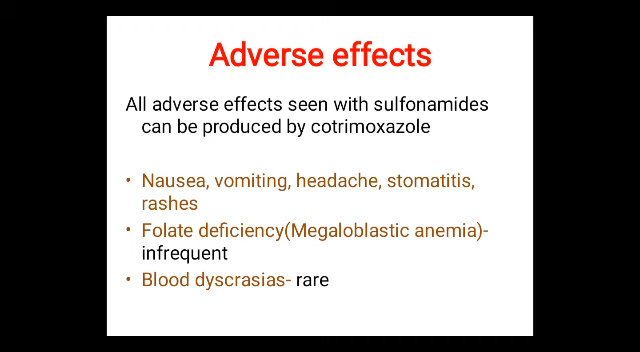 Adverse effects
All adverse effects seen with sulfonamides
can be produced by cotrimoxazole
• Nausea, vomiting, headache, stomatitis,
rashes
• Folate deficiency(Megaloblastic anemia)-
infrequent
• Blood dyscrasias- rare